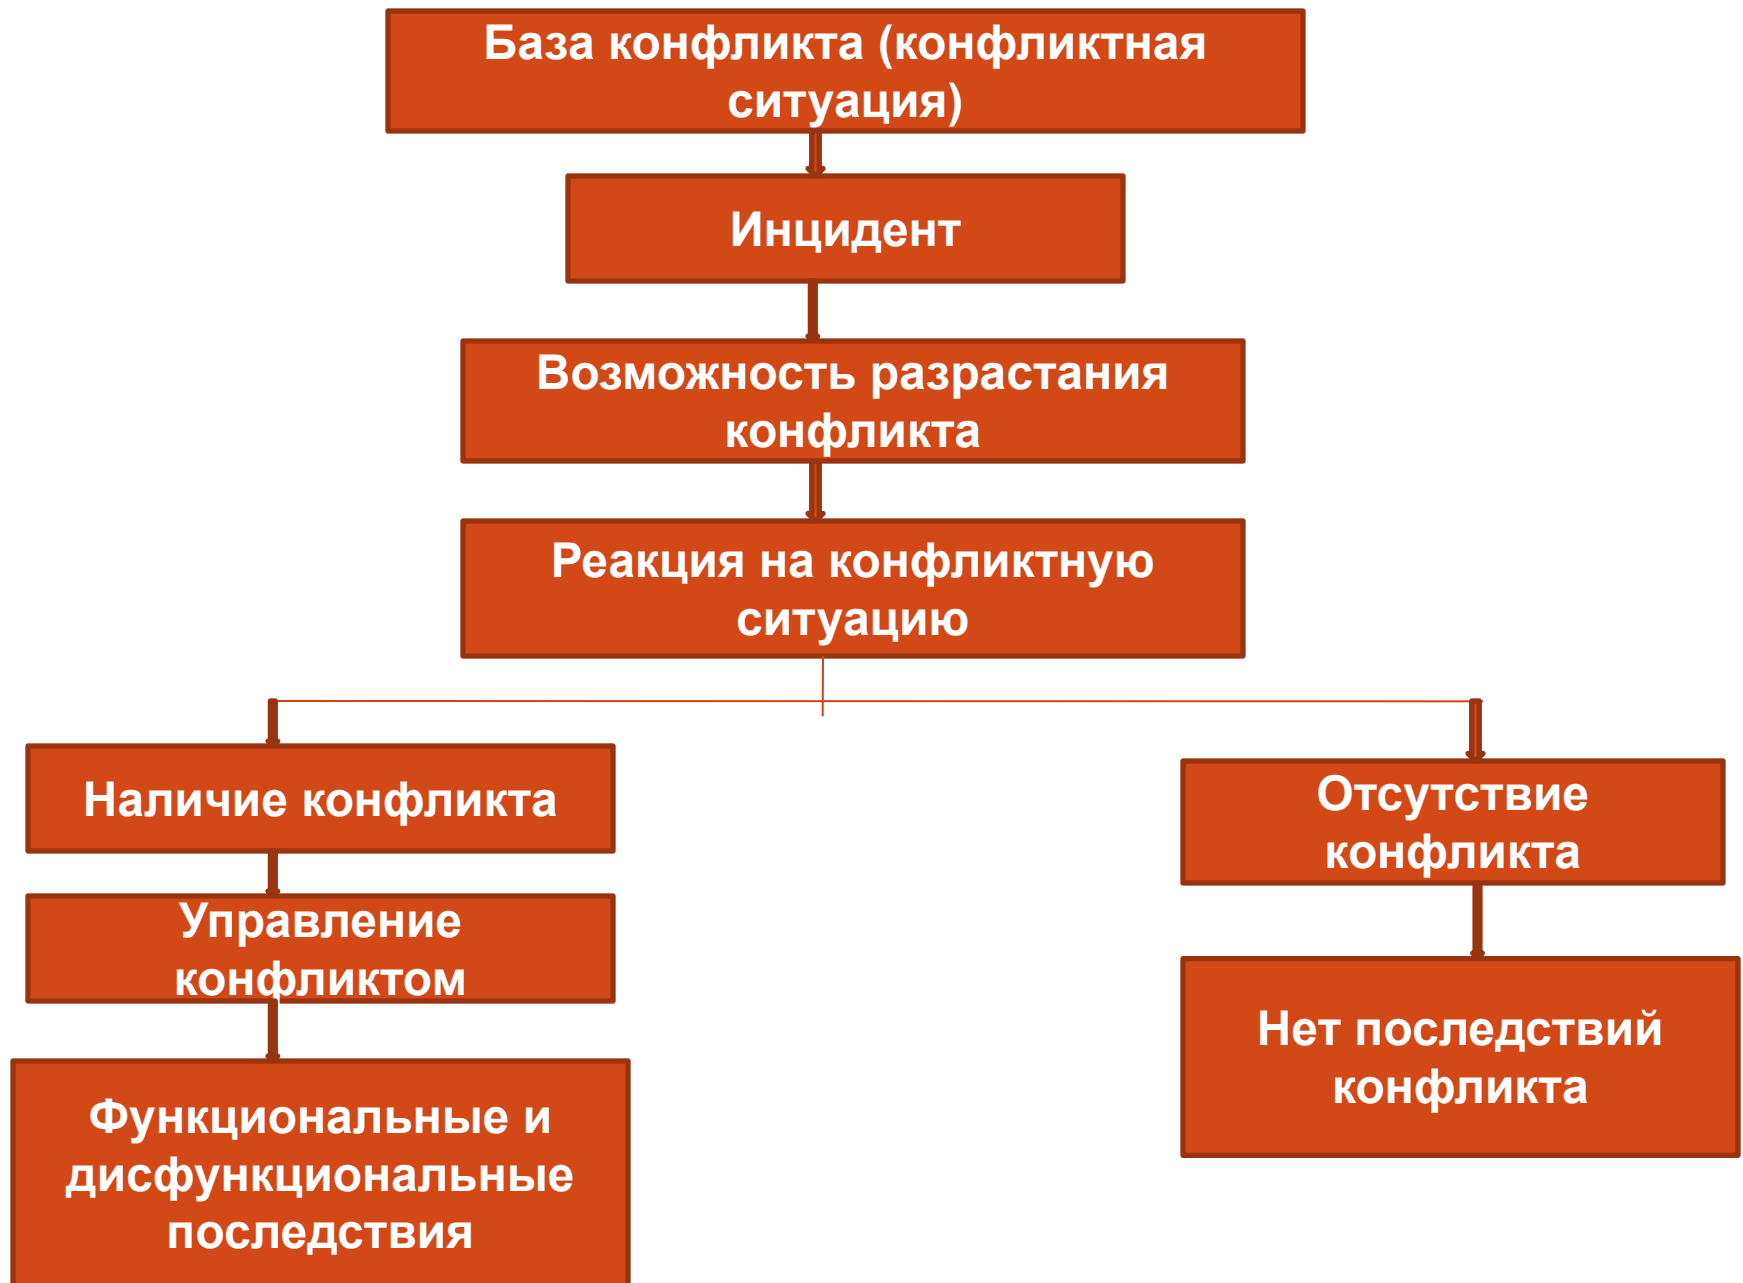 База конфликта (конфликтная
ситуация)
Инцидент
Возможность разрастания
конфликта
Реакция на конфликтную
ситуацию
Наличие конфликта
Управление
конфликтом
Функциональные и
дисфункциональные
последствия
Отсутствие
конфликта
Нет последствий
конфликта